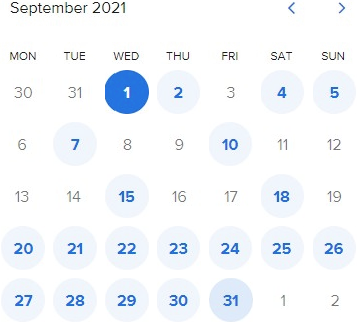 September 2021
MON TUE WED THU FRI SAT SUN
30 31 1 2 3 4 5
6 7 8 9 10 11 12
13 14 15 16 17 18 19
20 21 22 23 24 25 26
27 28 29 30 31 1 2